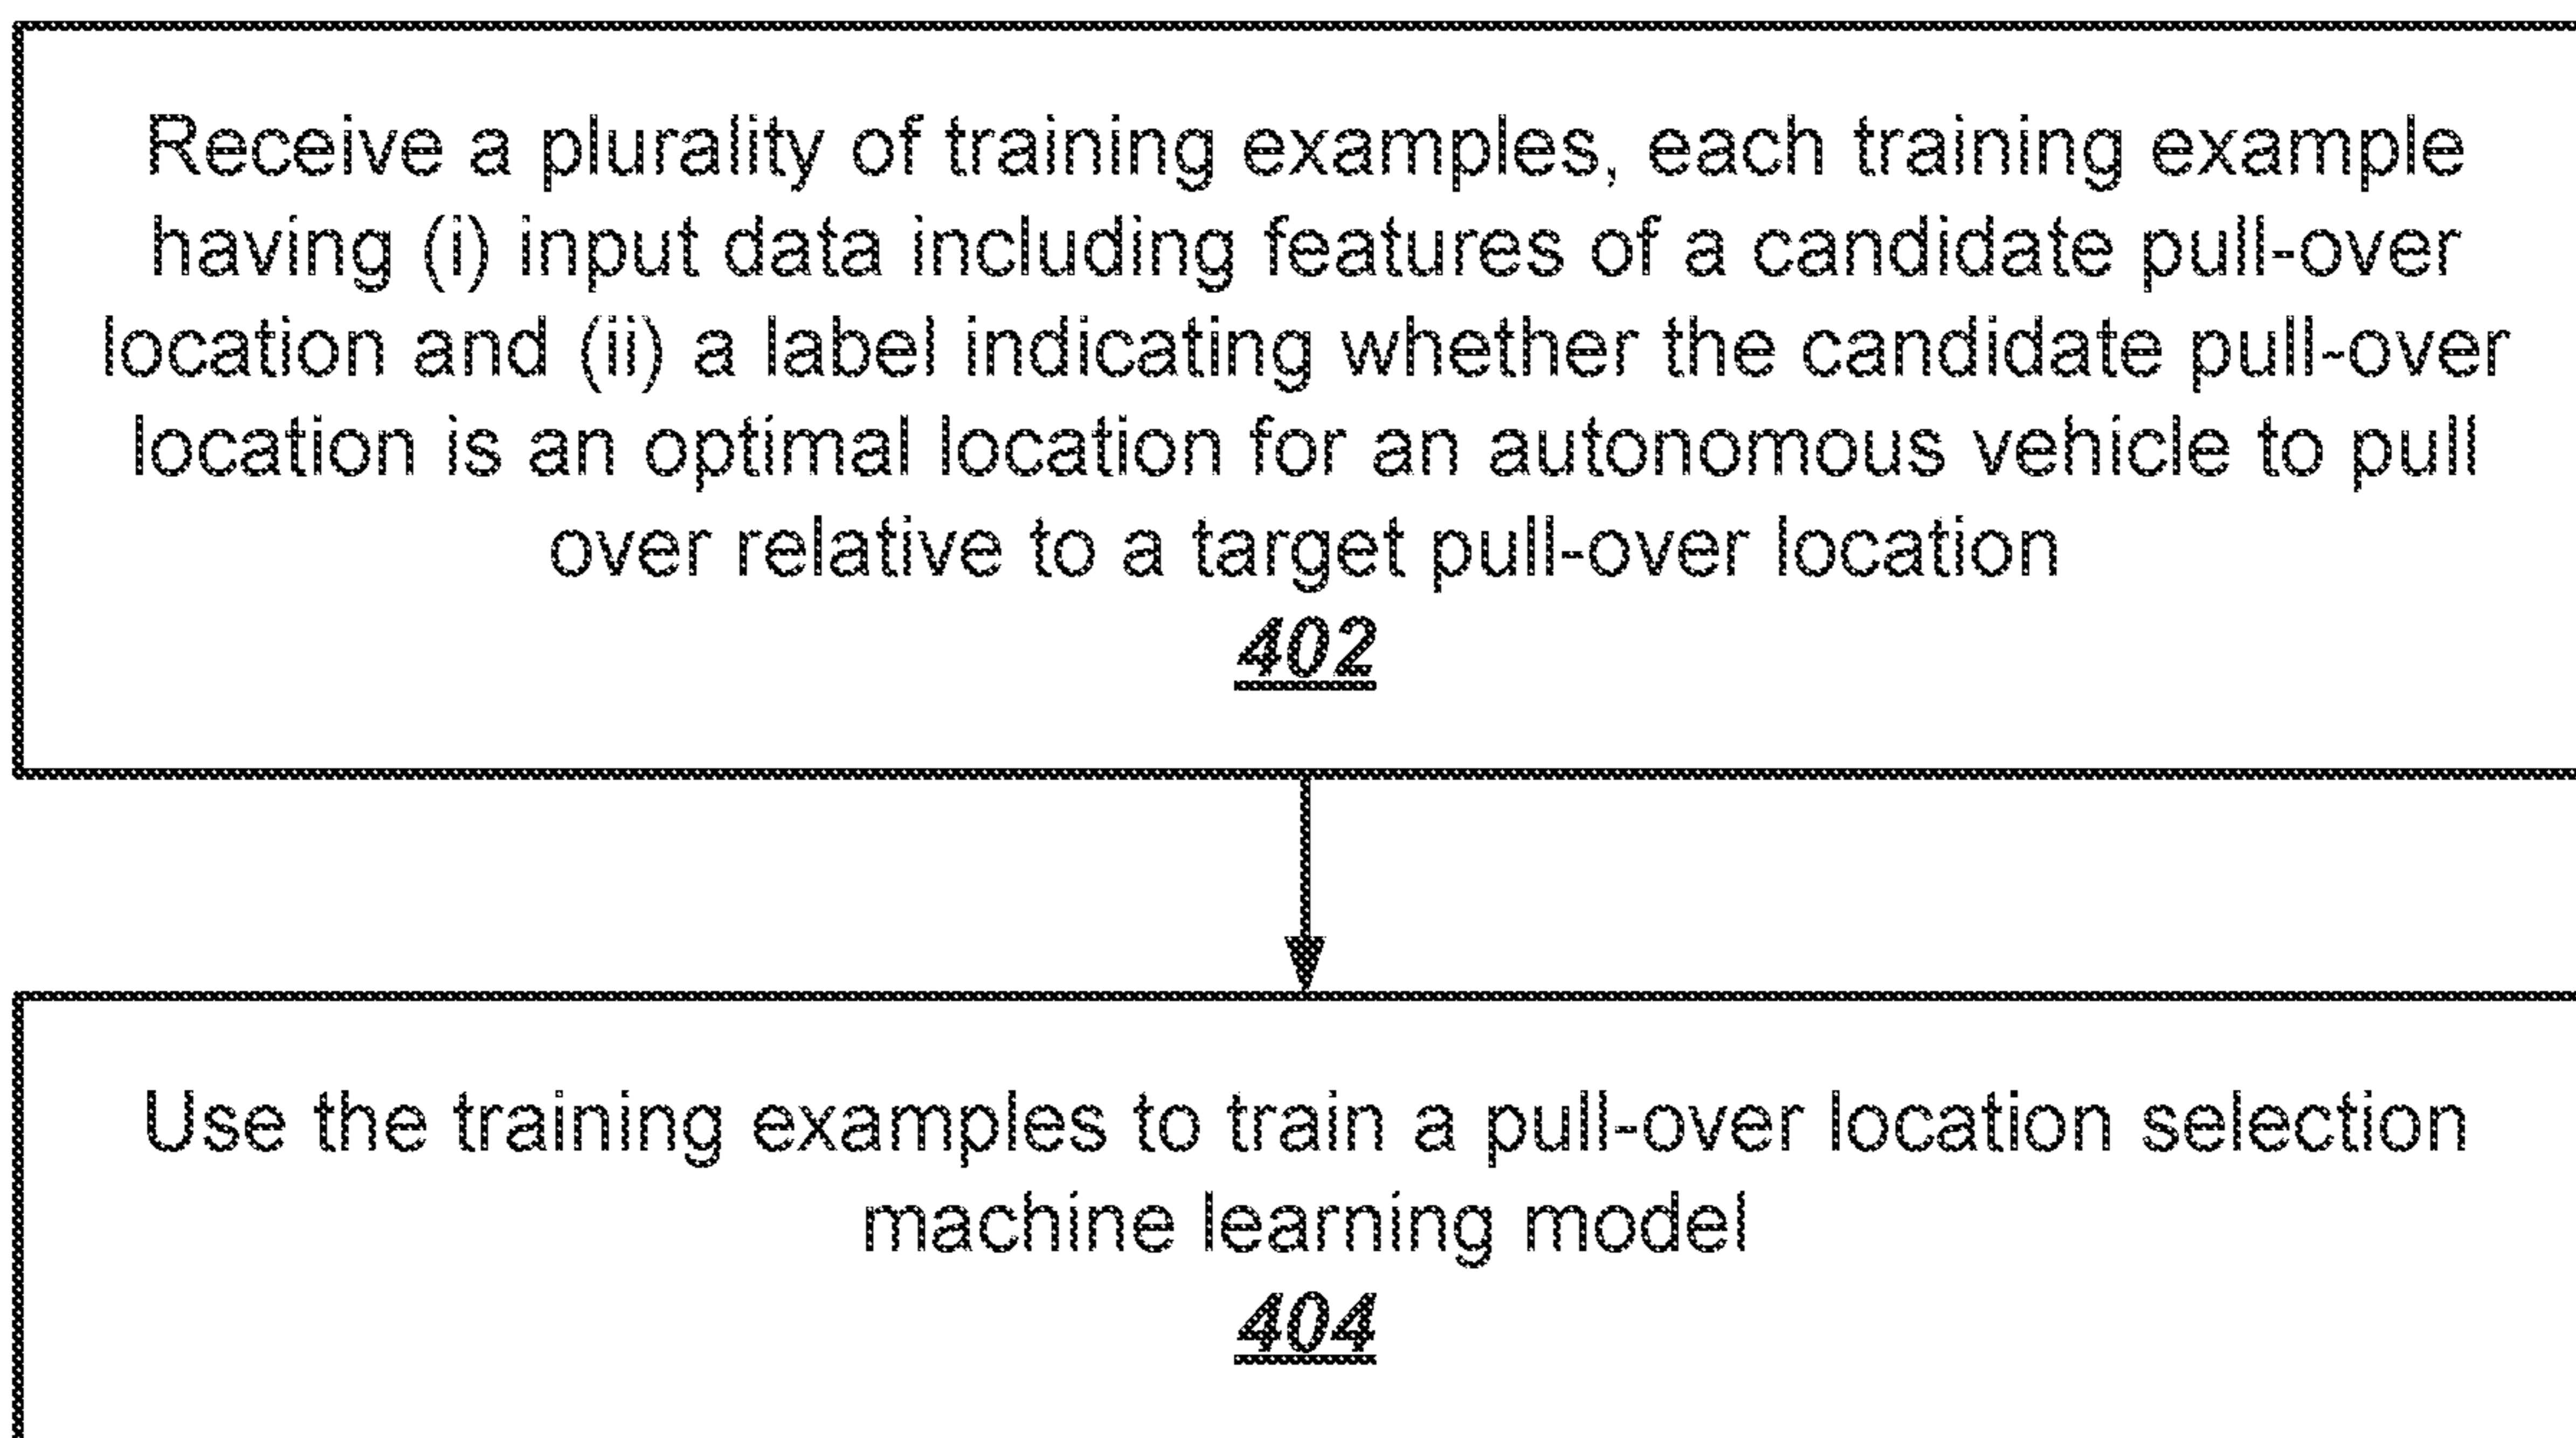 Receive a plurality of training examples, each training example
having (i) input data including features of a candidate pull-over
location and (ii) a label indicating whether the candidate pull-over
location is an optimal location for an autonomous vehicle to pull
over relative to a target pull-over location
402
Use the training examples to train a pull-over location selection
machine learning model
404